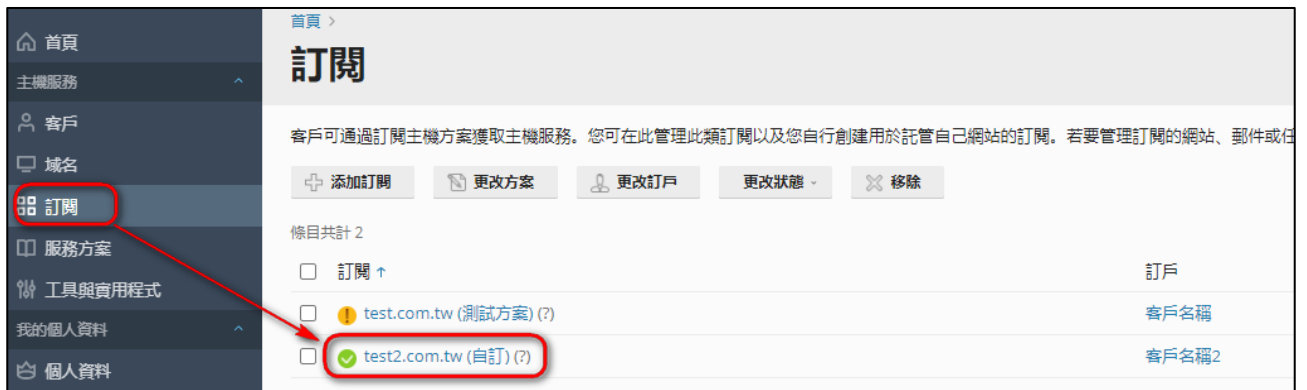 首頁
主機服務
客戶
域名
訂閱
服務方案
工具與實用程式
我的個人資料
個人資料
首頁 >
訂閱
客戶可通過訂閱主機方案獲取主機服務。您可在此管理此類訂閱以及您自行創建用於託管自己網站的訂閱。若要管理訂閱的網站、郵件或任
添加訂閱 更改方案 更改訂戶 更改狀態 移除
條目共計 2
訂閱 ↑ 訂戶
test.com.tw (測試方案) (?) 客戶名稱
test2.com.tw (自訂) (?) 客戶名稱2